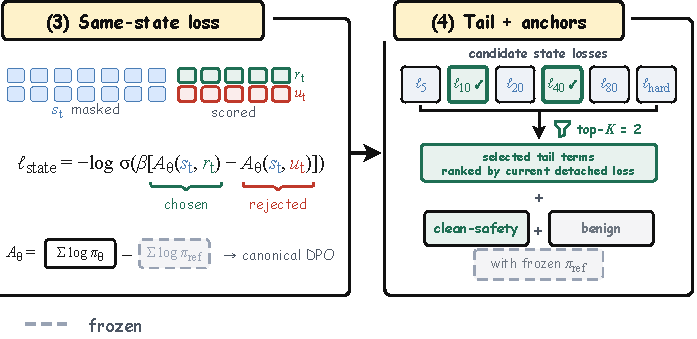 (3) Same-state loss
s_t masked
scored
r_t
u_t
ℓ_state = −log σ(β[A_θ(s_t, r_t) − A_θ(s_t, u_t)])
chosen
rejected
A_θ = Σ log π_θ − Σ log π_ref → canonical DPO
frozen
(4) Tail + anchors
candidate state losses
ℓ_5 ℓ_10 ✓ ℓ_20 ℓ_40 ✓ ℓ_80 ℓ_hard
top-K = 2
selected tail terms
ranked by current detached loss
+
clean-safety + benign
with frozen π_ref